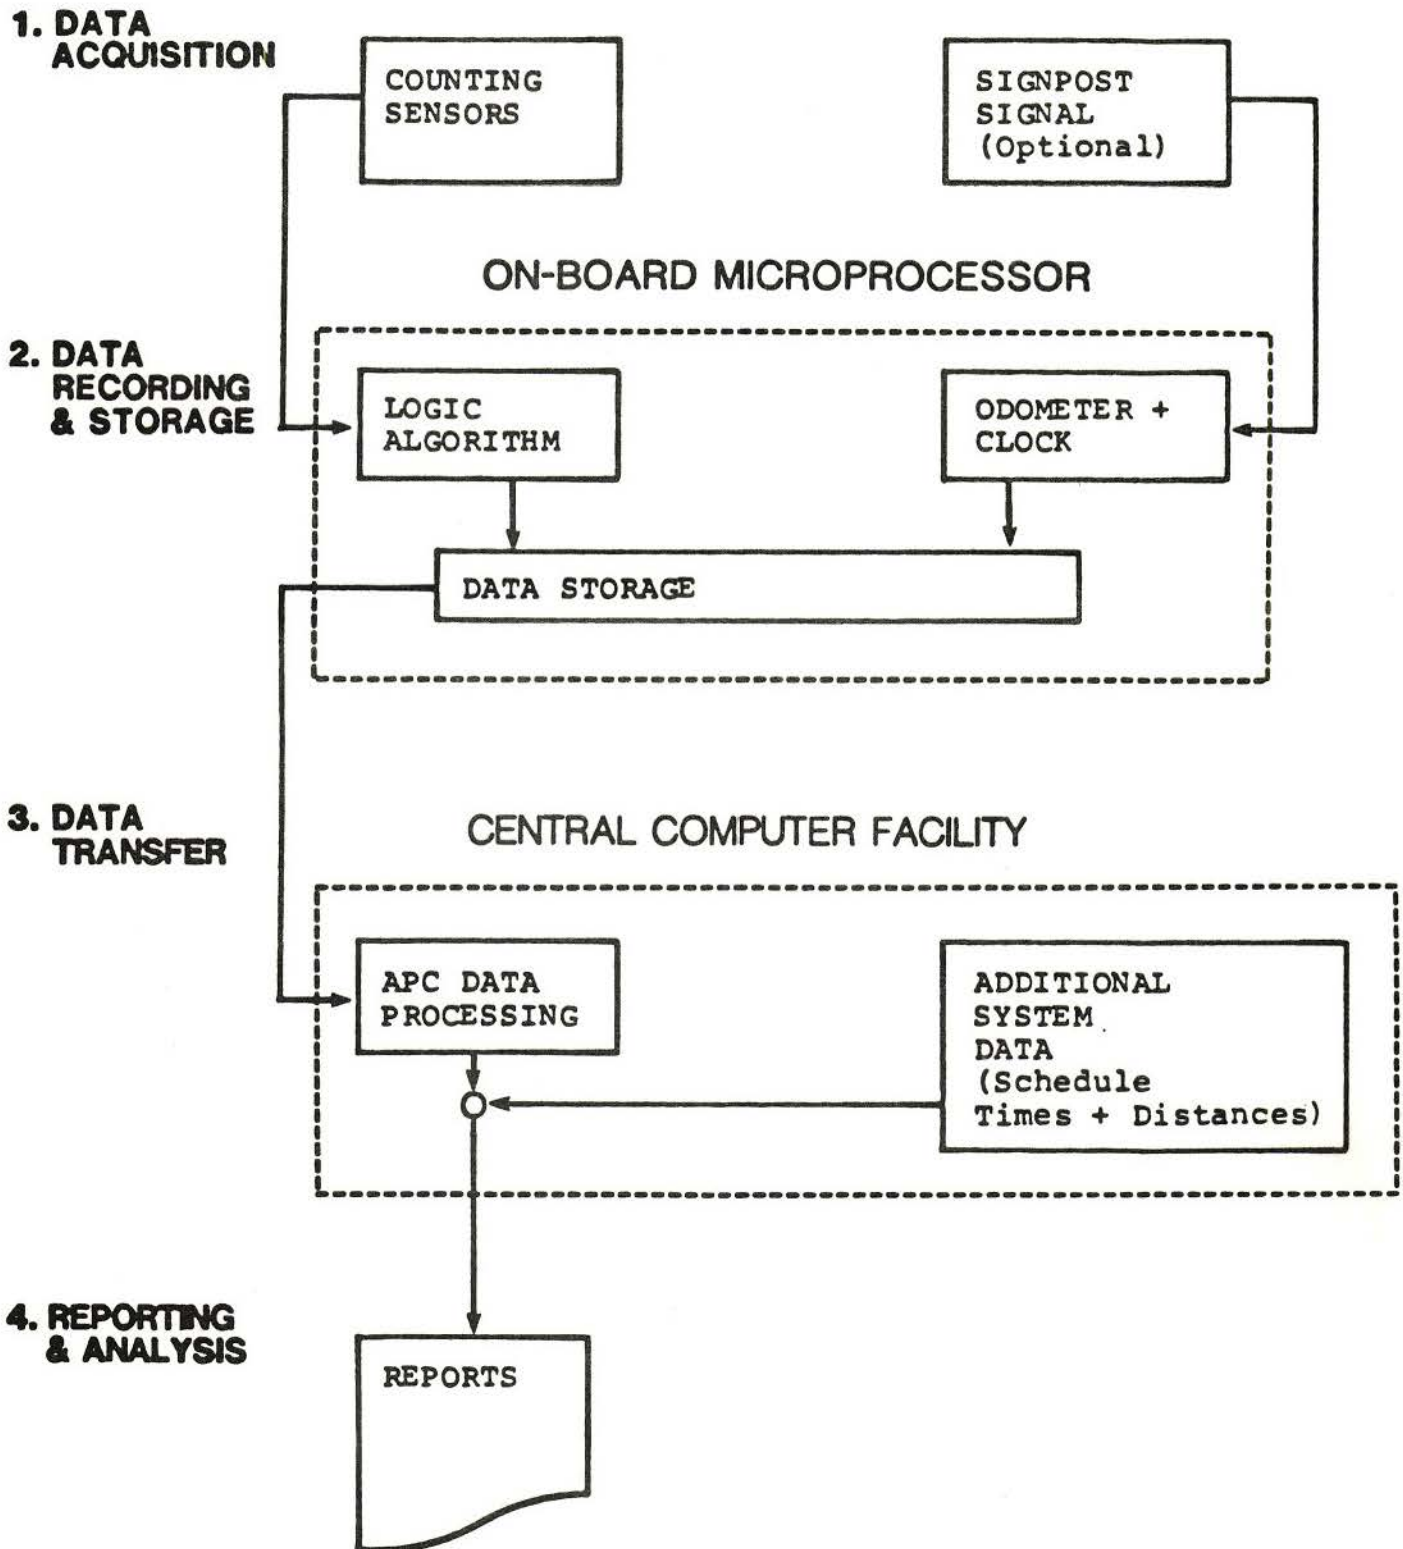 1. DATA
ACQUISITION
COUNTING
SENSORS
SIGNPOST
SIGNAL
(Optional)
ON-BOARD MICROPROCESSOR
2. DATA
RECORDING
& STORAGE
LOGIC
ALGORITHM
ODOMETER +
CLOCK
DATA STORAGE
3. DATA
TRANSFER
CENTRAL COMPUTER FACILITY
APC DATA
PROCESSING
ADDITIONAL
SYSTEM
DATA
(Schedule
Times + Distances)
4. REPORTING
& ANALYSIS
REPORTS